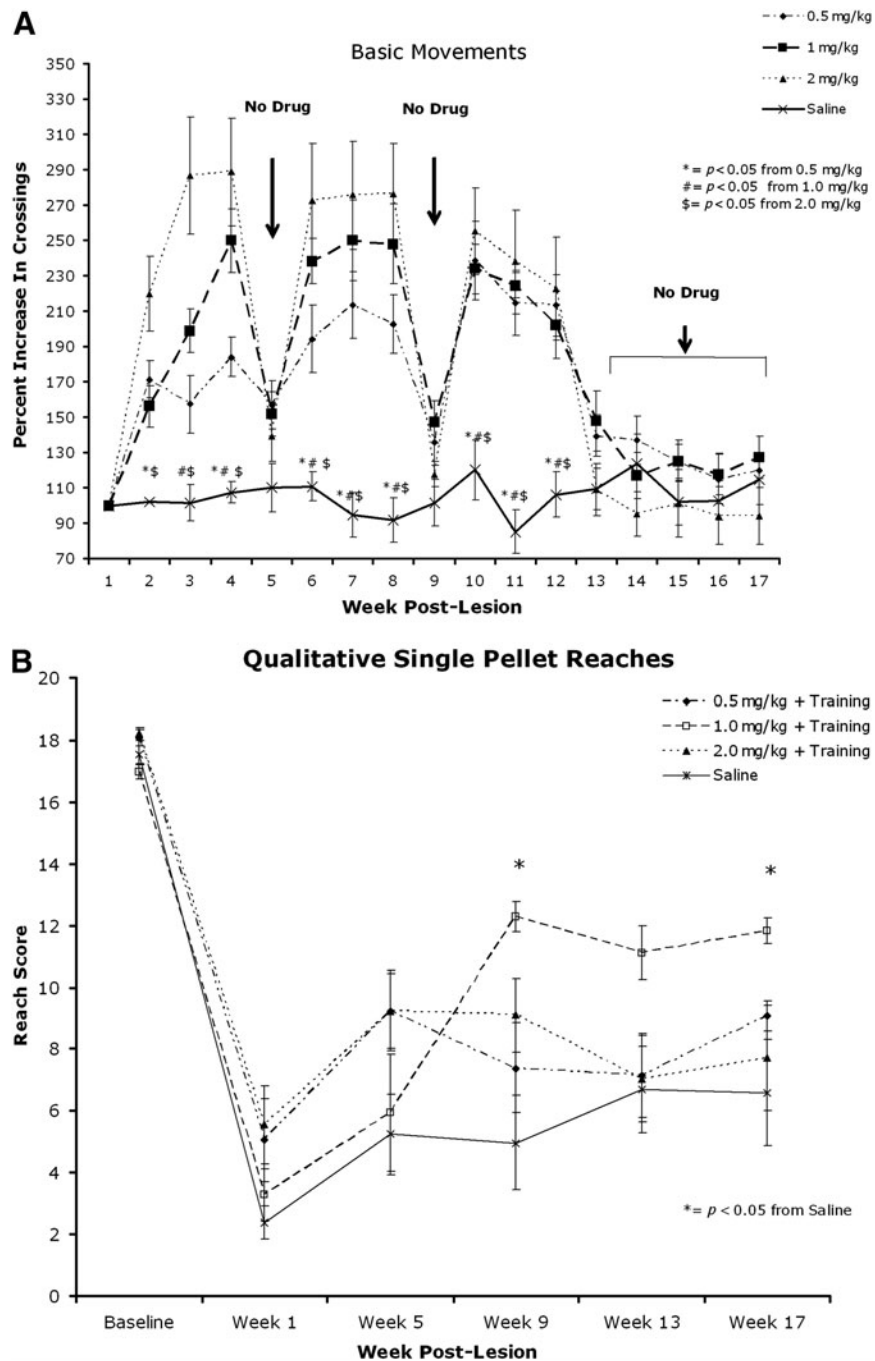 A
Basic Movements
0.5 mg/kg
1 mg/kg
2 mg/kg
Saline
No Drug
No Drug
*= p<0.05 from 0.5 mg/kg
#= p<0.05 from 1.0 mg/kg
$= p<0.05 from 2.0 mg/kg
No Drug
Percent Increase In Crossings
350
330
310
290
270
250
230
210
190
170
150
130
110
90
70
*$ #$ *# $ *# $ *#$ *#$ *#$ *#$ *#$
1 2 3 4 5 6 7 8 9 10 11 12 13 14 15 16 17
Week Post-Lesion
B
Qualitative Single Pellet Reaches
0.5 mg/kg + Training
1.0 mg/kg + Training
2.0 mg/kg + Training
Saline
Reach Score
20
18
16
14
12
10
8
6
4
2
0
* *
*= p < 0.05 from Saline
Baseline Week 1 Week 5 Week 9 Week 13 Week 17
Week Post-Lesion